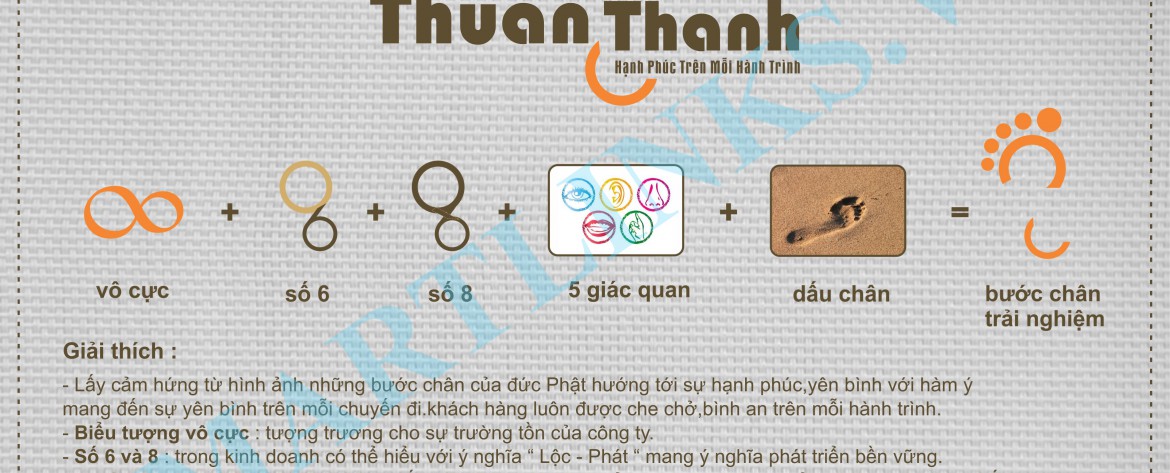 Thuận Thanh
Hạnh Phúc Trên Mỗi Hành Trình
+ + + + =
vô cực số 6 số 8 5 giác quan dấu chân bước chân
trải nghiệm
Giải thích :
- Lấy cảm hứng từ hình ảnh những bước chân của đức Phật hướng tới sự hạnh phúc,yên bình với hàm ý
mang đến sự yên bình trên mỗi chuyến đi.khách hàng luôn được che chở,bình an trên mỗi hành trình.
- Biểu tượng vô cực : tượng trương cho sự trường tồn của công ty.
- Số 6 và 8 : trong kinh doanh có thể hiểu với ý nghĩa “ Lộc - Phát “ mang ý nghĩa phát triển bền vững.
MARTLINKS.V